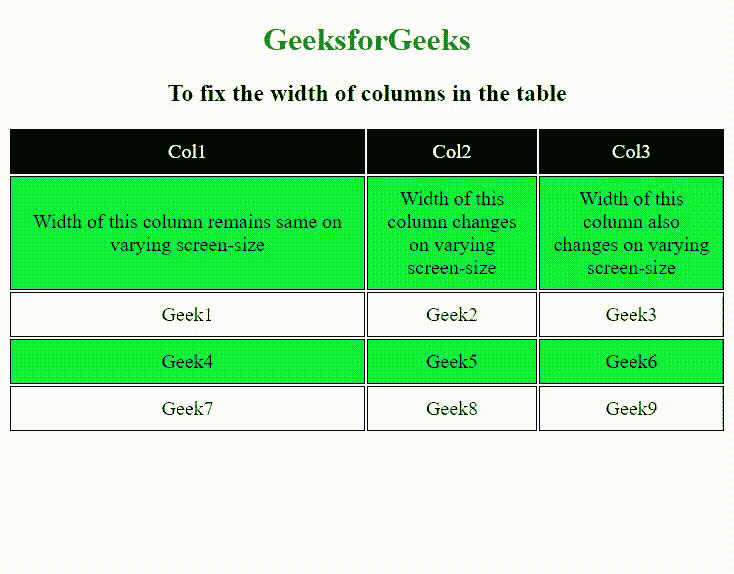 GeeksforGeeks
To fix the width of columns in the table
Col1 Col2 Col3
Width of this column remains same on
varying screen-size
Width of this
column changes
on varying
screen-size
Width of this
column also
changes on varying
screen-size
Geek1 Geek2 Geek3
Geek4 Geek5 Geek6
Geek7 Geek8 Geek9